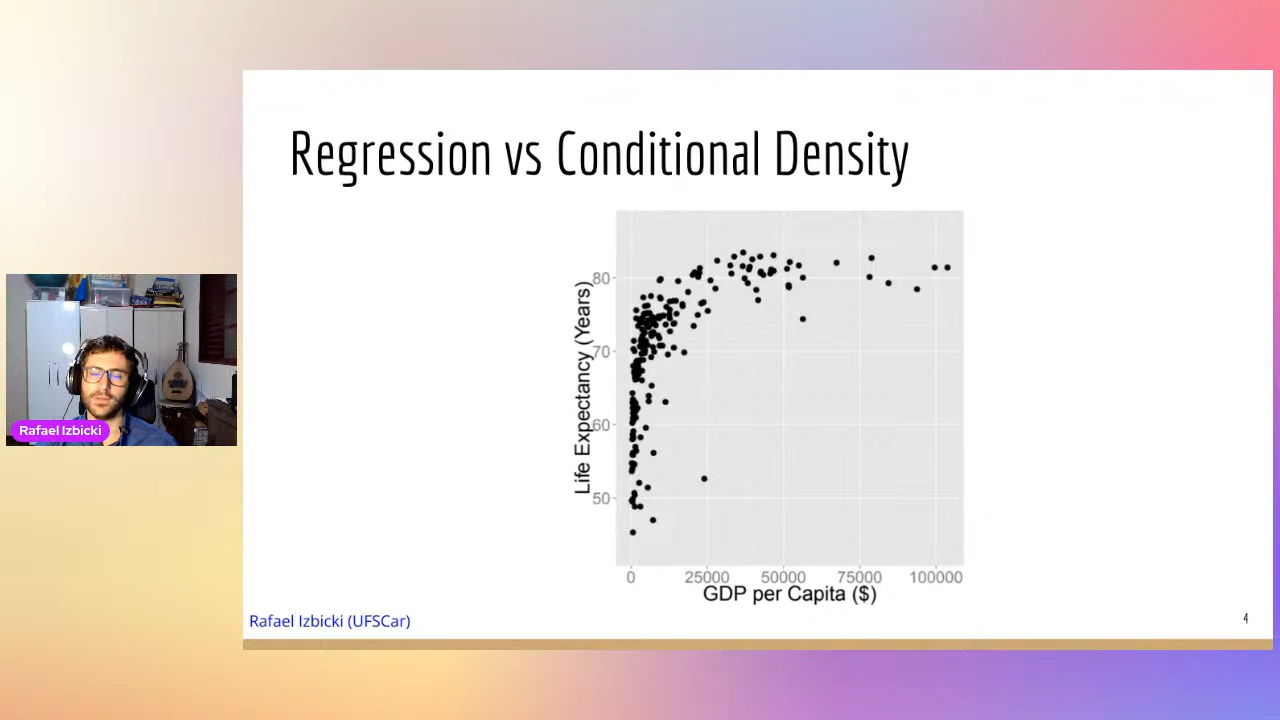 Regression vs Conditional Density
Life Expectancy (Years)
80
70
60
50
0 25000 50000 75000 100000
GDP per Capita ($)
Rafael Izbicki
Rafael Izbicki (UFSCar)
4